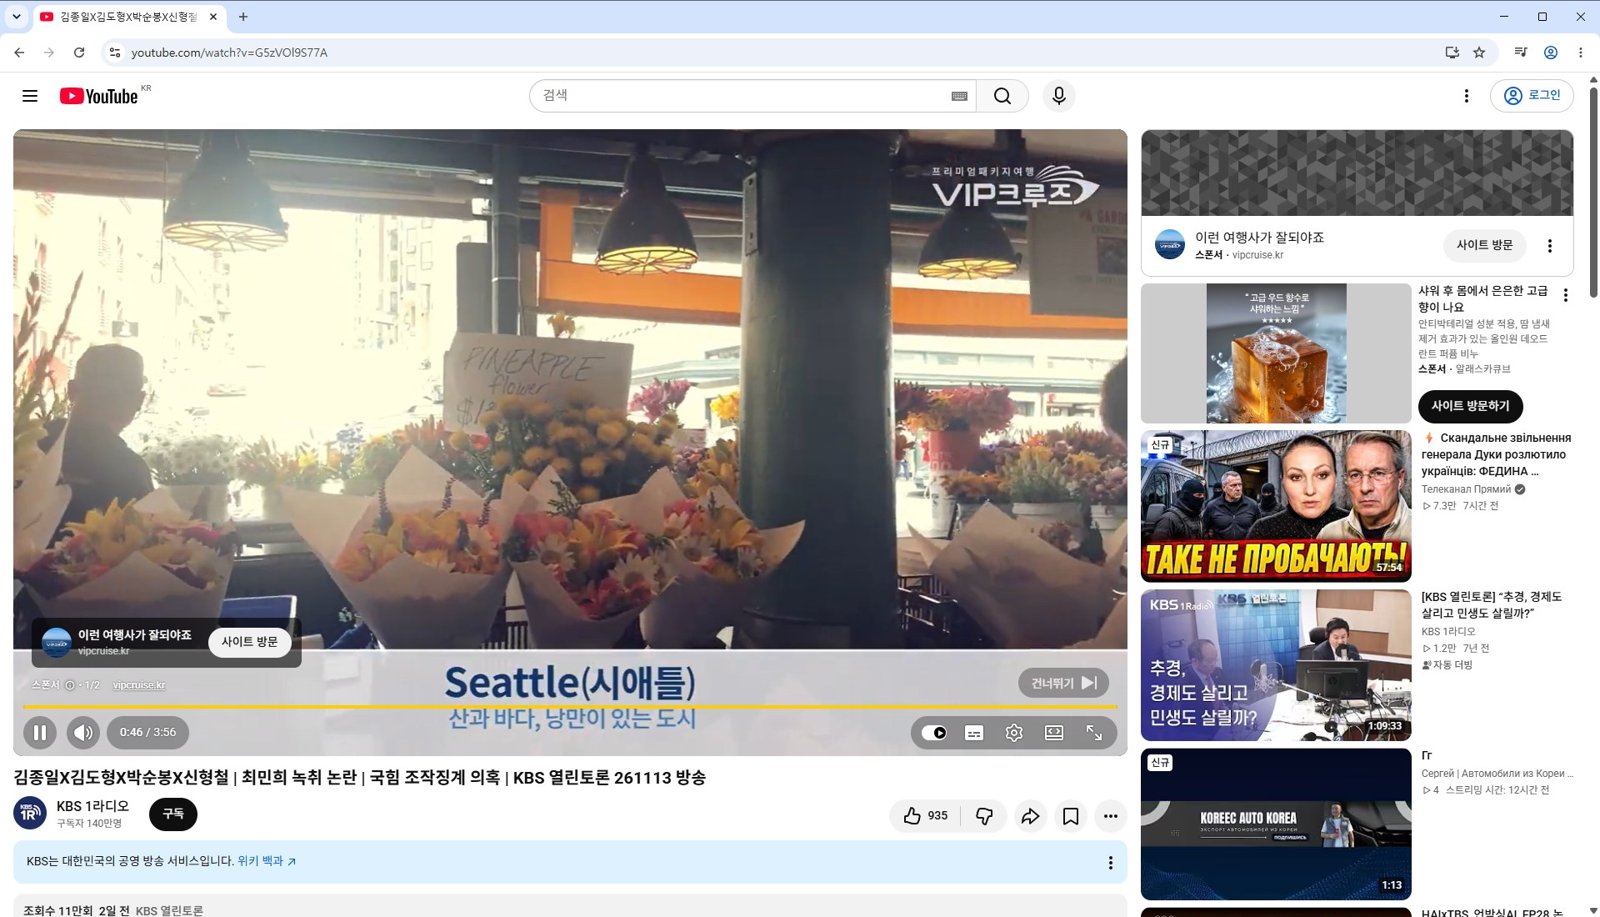 김종일X김도형X박순봉X신형철
youtube.com/watch?v=G5zVOl9S77A
YouTube KR
검색
로그인
프리미엄패키지여행
VIP크루즈
PINEAPPLE
flower
이런 여행사가 잘되야죠
vipcruise.kr
사이트 방문
스폰서 · 1/2 vipcruise.kr
Seattle(시애틀)
산과 바다, 낭만이 있는 도시
건너뛰기
0:46 / 3:56
김종일X김도형X박순봉X신형철 | 최민희 녹취 논란 | 국힘 조작징계 의혹 | KBS 열린토론 261113 방송
KBS 1R
KBS 1라디오
구독자 140만명
구독
935
KBS는 대한민국의 공영 방송 서비스입니다. 위키 백과
조회수 11만회 2일 전 KBS 열린토론
이런 여행사가 잘되야죠
스폰서 · vipcruise.kr
사이트 방문
“ 고급 우드 향수로
샤워하는 느낌 ”
★★★★★
샤워 후 몸에서 은은한 고급
향이 나요
안티박테리얼 성분 적용, 땀 냄새
제거 효과가 있는 올인원 데오드
란트 퍼퓸 비누
스폰서 · 알래스카큐브
사이트 방문하기
신규
ТАКЕ НЕ ПРОБАЧАЮТЬ!
57:54
Скандальне звільнення
генерала Дуки розлютило
українців: ФЕДИНА ...
Телеканал Прямий
7.3만 7시간 전
KBS 1Radio
KBS 열린토론
추경,
경제도 살리고
민생도 살릴까?
1:09:33
[KBS 열린토론] “추경, 경제도
살리고 민생도 살릴까?”
KBS 1라디오
1.2만 7년 전
자동 더빙
신규
KOREEC AUTO KOREA
ЭКСПОРТ АВТОМОБИЛЕЙ ИЗ КОРЕИ
ПОДПИШИСЬ
1:13
Гг
Сергей | Автомобили из Кореи ...
4 스트리밍 시간: 12시간 전